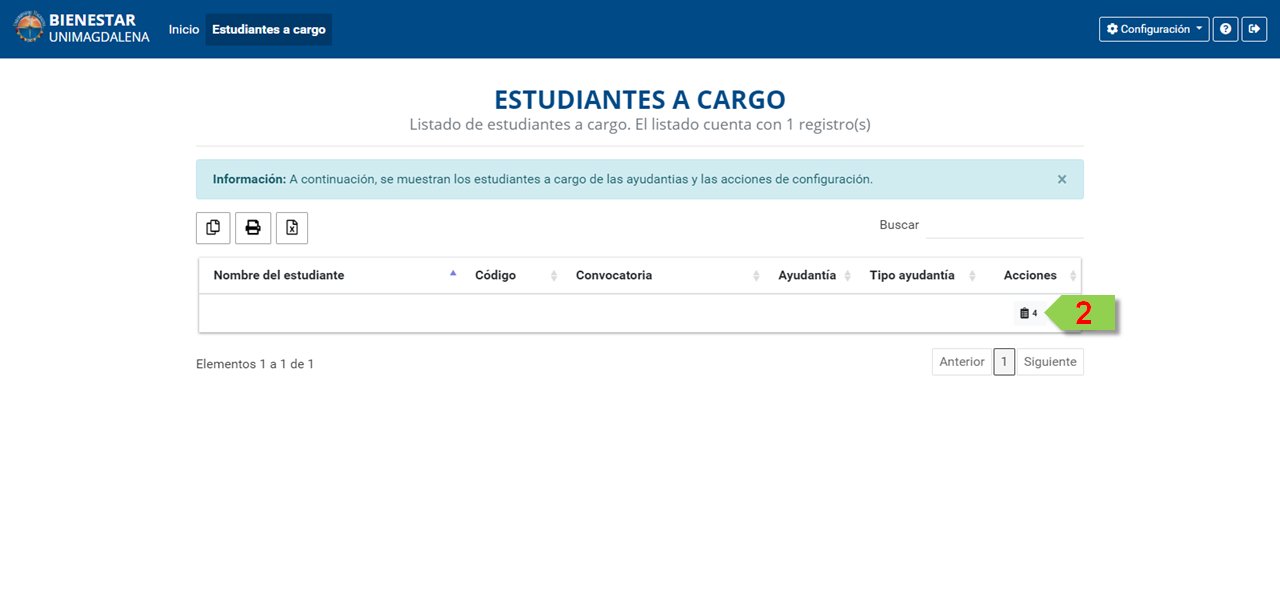 BIENESTAR
UNIMAGDALENA
Inicio Estudiantes a cargo Configuración
ESTUDIANTES A CARGO
Listado de estudiantes a cargo. El listado cuenta con 1 registro(s)
Información: A continuación, se muestran los estudiantes a cargo de las ayudantias y las acciones de configuración. ×
Buscar
Nombre del estudiante Código Convocatoria Ayudantía Tipo ayudantía Acciones
4 2
Elementos 1 a 1 de 1 Anterior 1 Siguiente